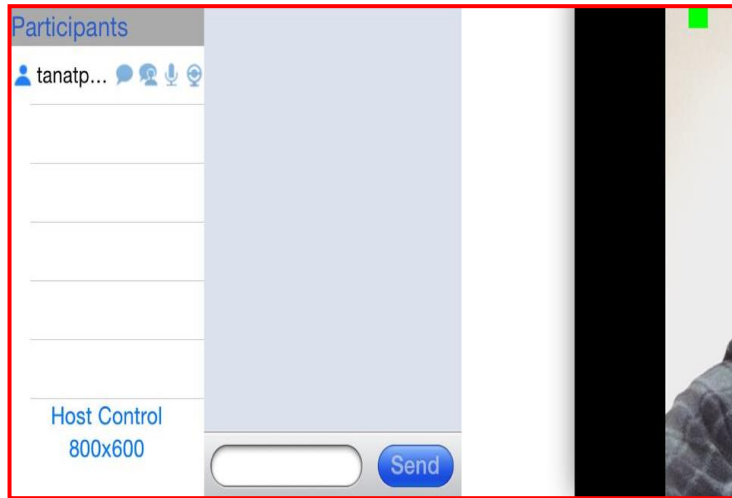 Participants
tanatp...
Host Control
800x600
Send